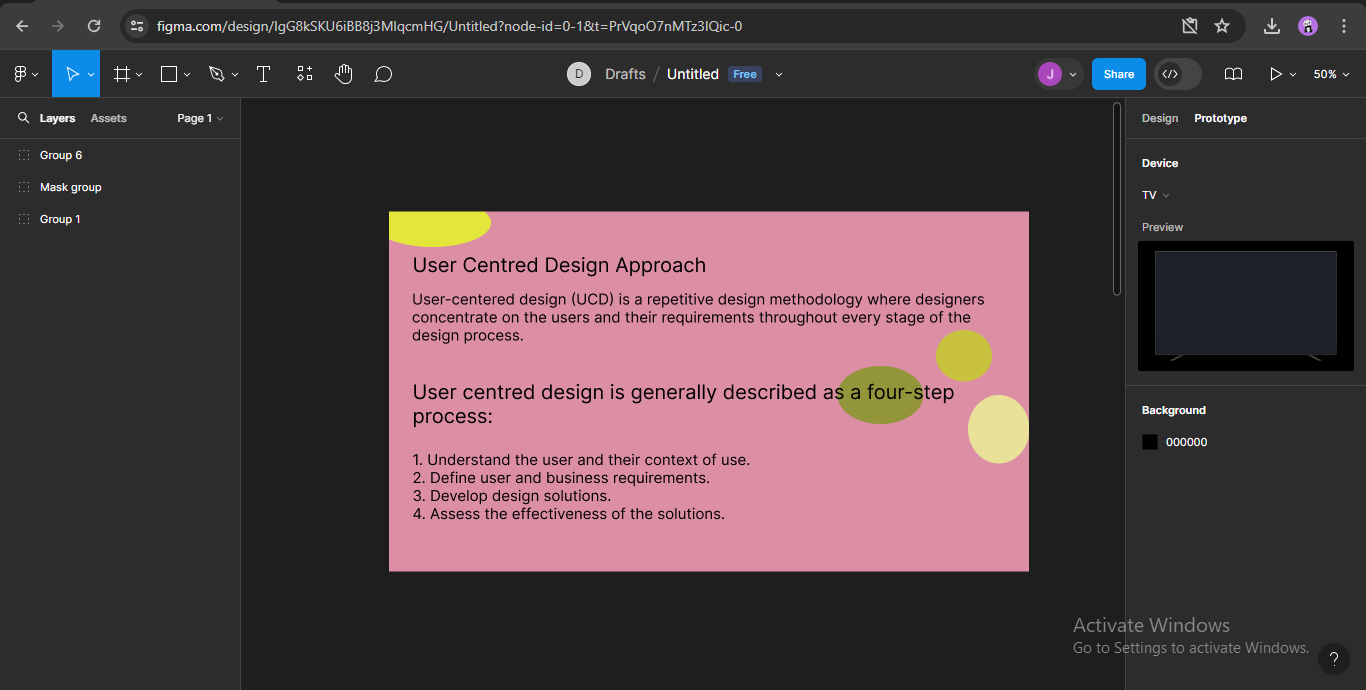 figma.com/design/IgG8kSKU6iBB8j3MlqcmHG/Untitled?node-id=0-1&t=PrVqoO7nMTz3IQic-0
D Drafts / Untitled Free
J Share 50%
Layers Assets Page 1
Design Prototype
Group 6
Mask group
Group 1
User Centred Design Approach
User-centered design (UCD) is a repetitive design methodology where designers
concentrate on the users and their requirements throughout every stage of the
design process.
User centred design is generally described as a four-step
process:
1. Understand the user and their context of use.
2. Define user and business requirements.
3. Develop design solutions.
4. Assess the effectiveness of the solutions.
Device
TV
Preview
Background
000000
Activate Windows
Go to Settings to activate Windows.
?